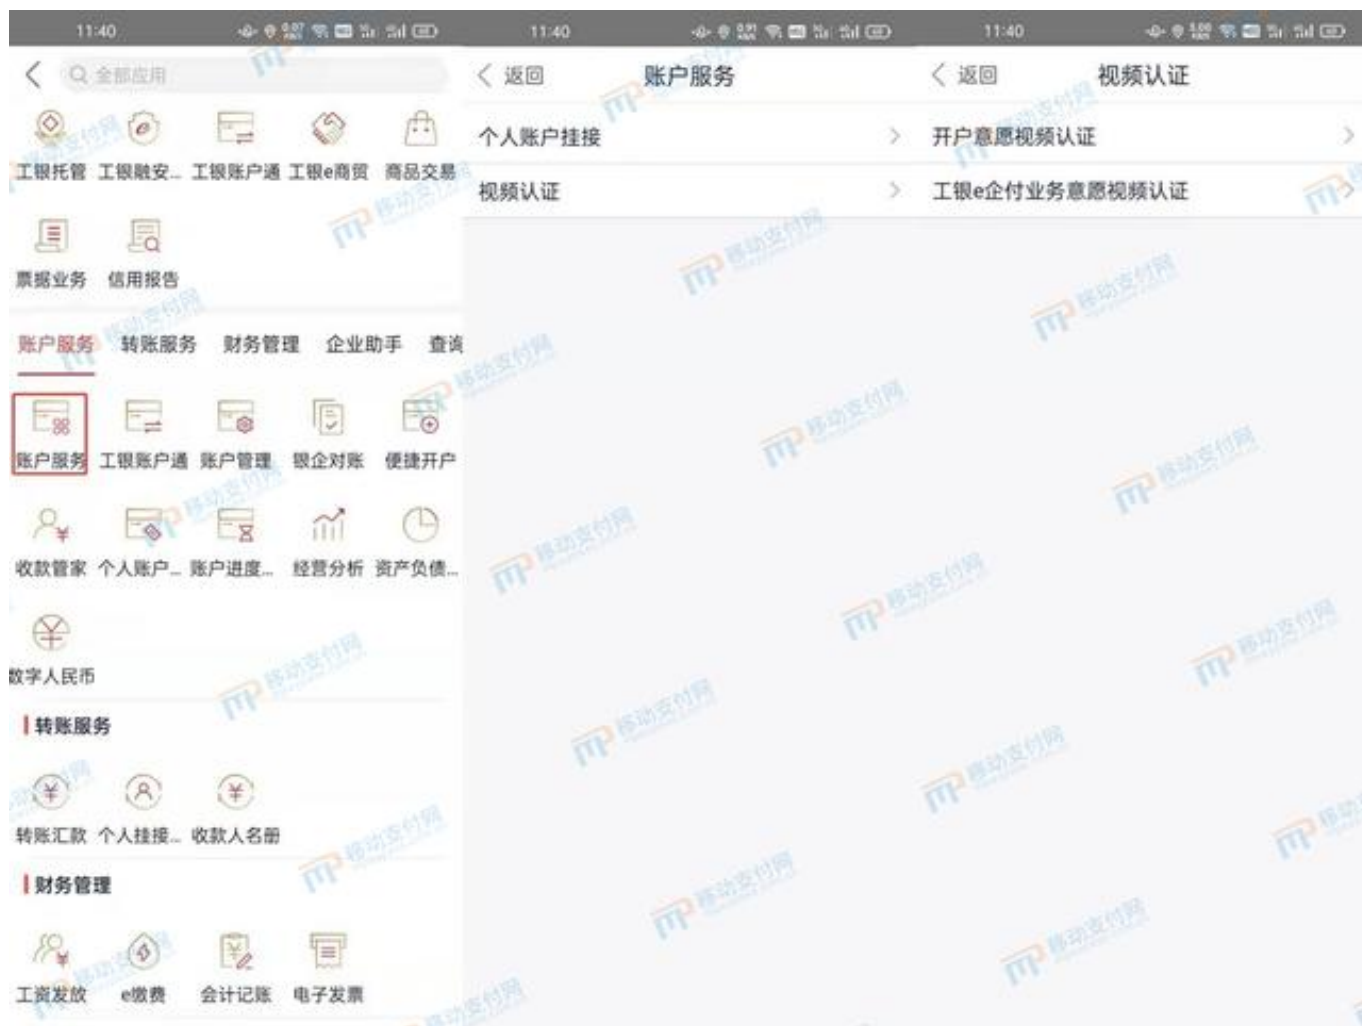 11:40
全部应用
工银托管 工银融安... 工银账户通 工银e商贸 商品交易
票据业务 信用报告
账户服务 转账服务 财务管理 企业助手 查询
账户服务 工银账户通 账户管理 银企对账 便捷开户
收款管家 个人账户... 账户进度... 经营分析 资产负债...
数字人民币
转账服务
转账汇款 个人挂接... 收款人名册
财务管理
工资发放 e缴费 会计记账 电子发票
11:40
返回 账户服务
个人账户挂接
视频认证
11:40
返回 视频认证
开户意愿视频认证
工银e企付业务意愿视频认证
移动支付网